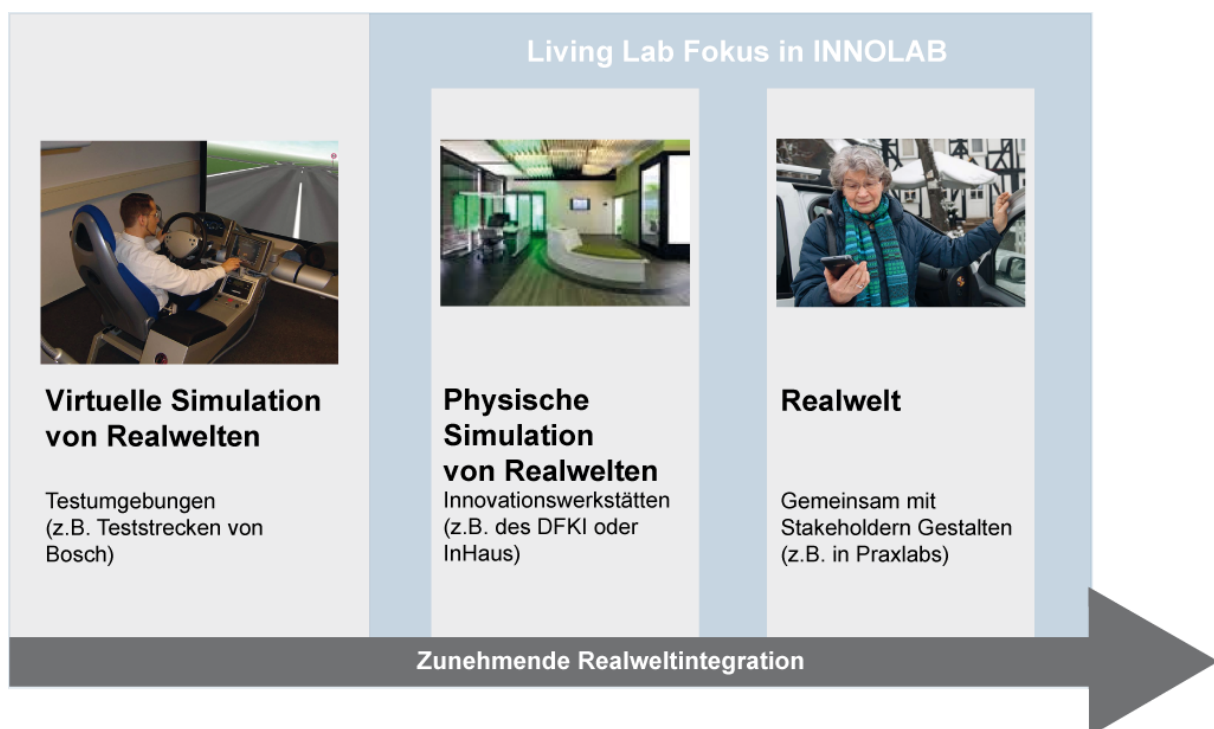 Living Lab Fokus in INNOLAB
Virtuelle Simulation
von Realwelten
Testumgebungen
(z.B. Teststrecken von
Bosch)
Physische
Simulation
von Realwelten
Innovationswerkstätten
(z.B. des DFKI oder
InHaus)
Realwelt
Gemeinsam mit
Stakeholdern Gestalten
(z.B. in Praxlabs)
Zunehmende Realweltintegration